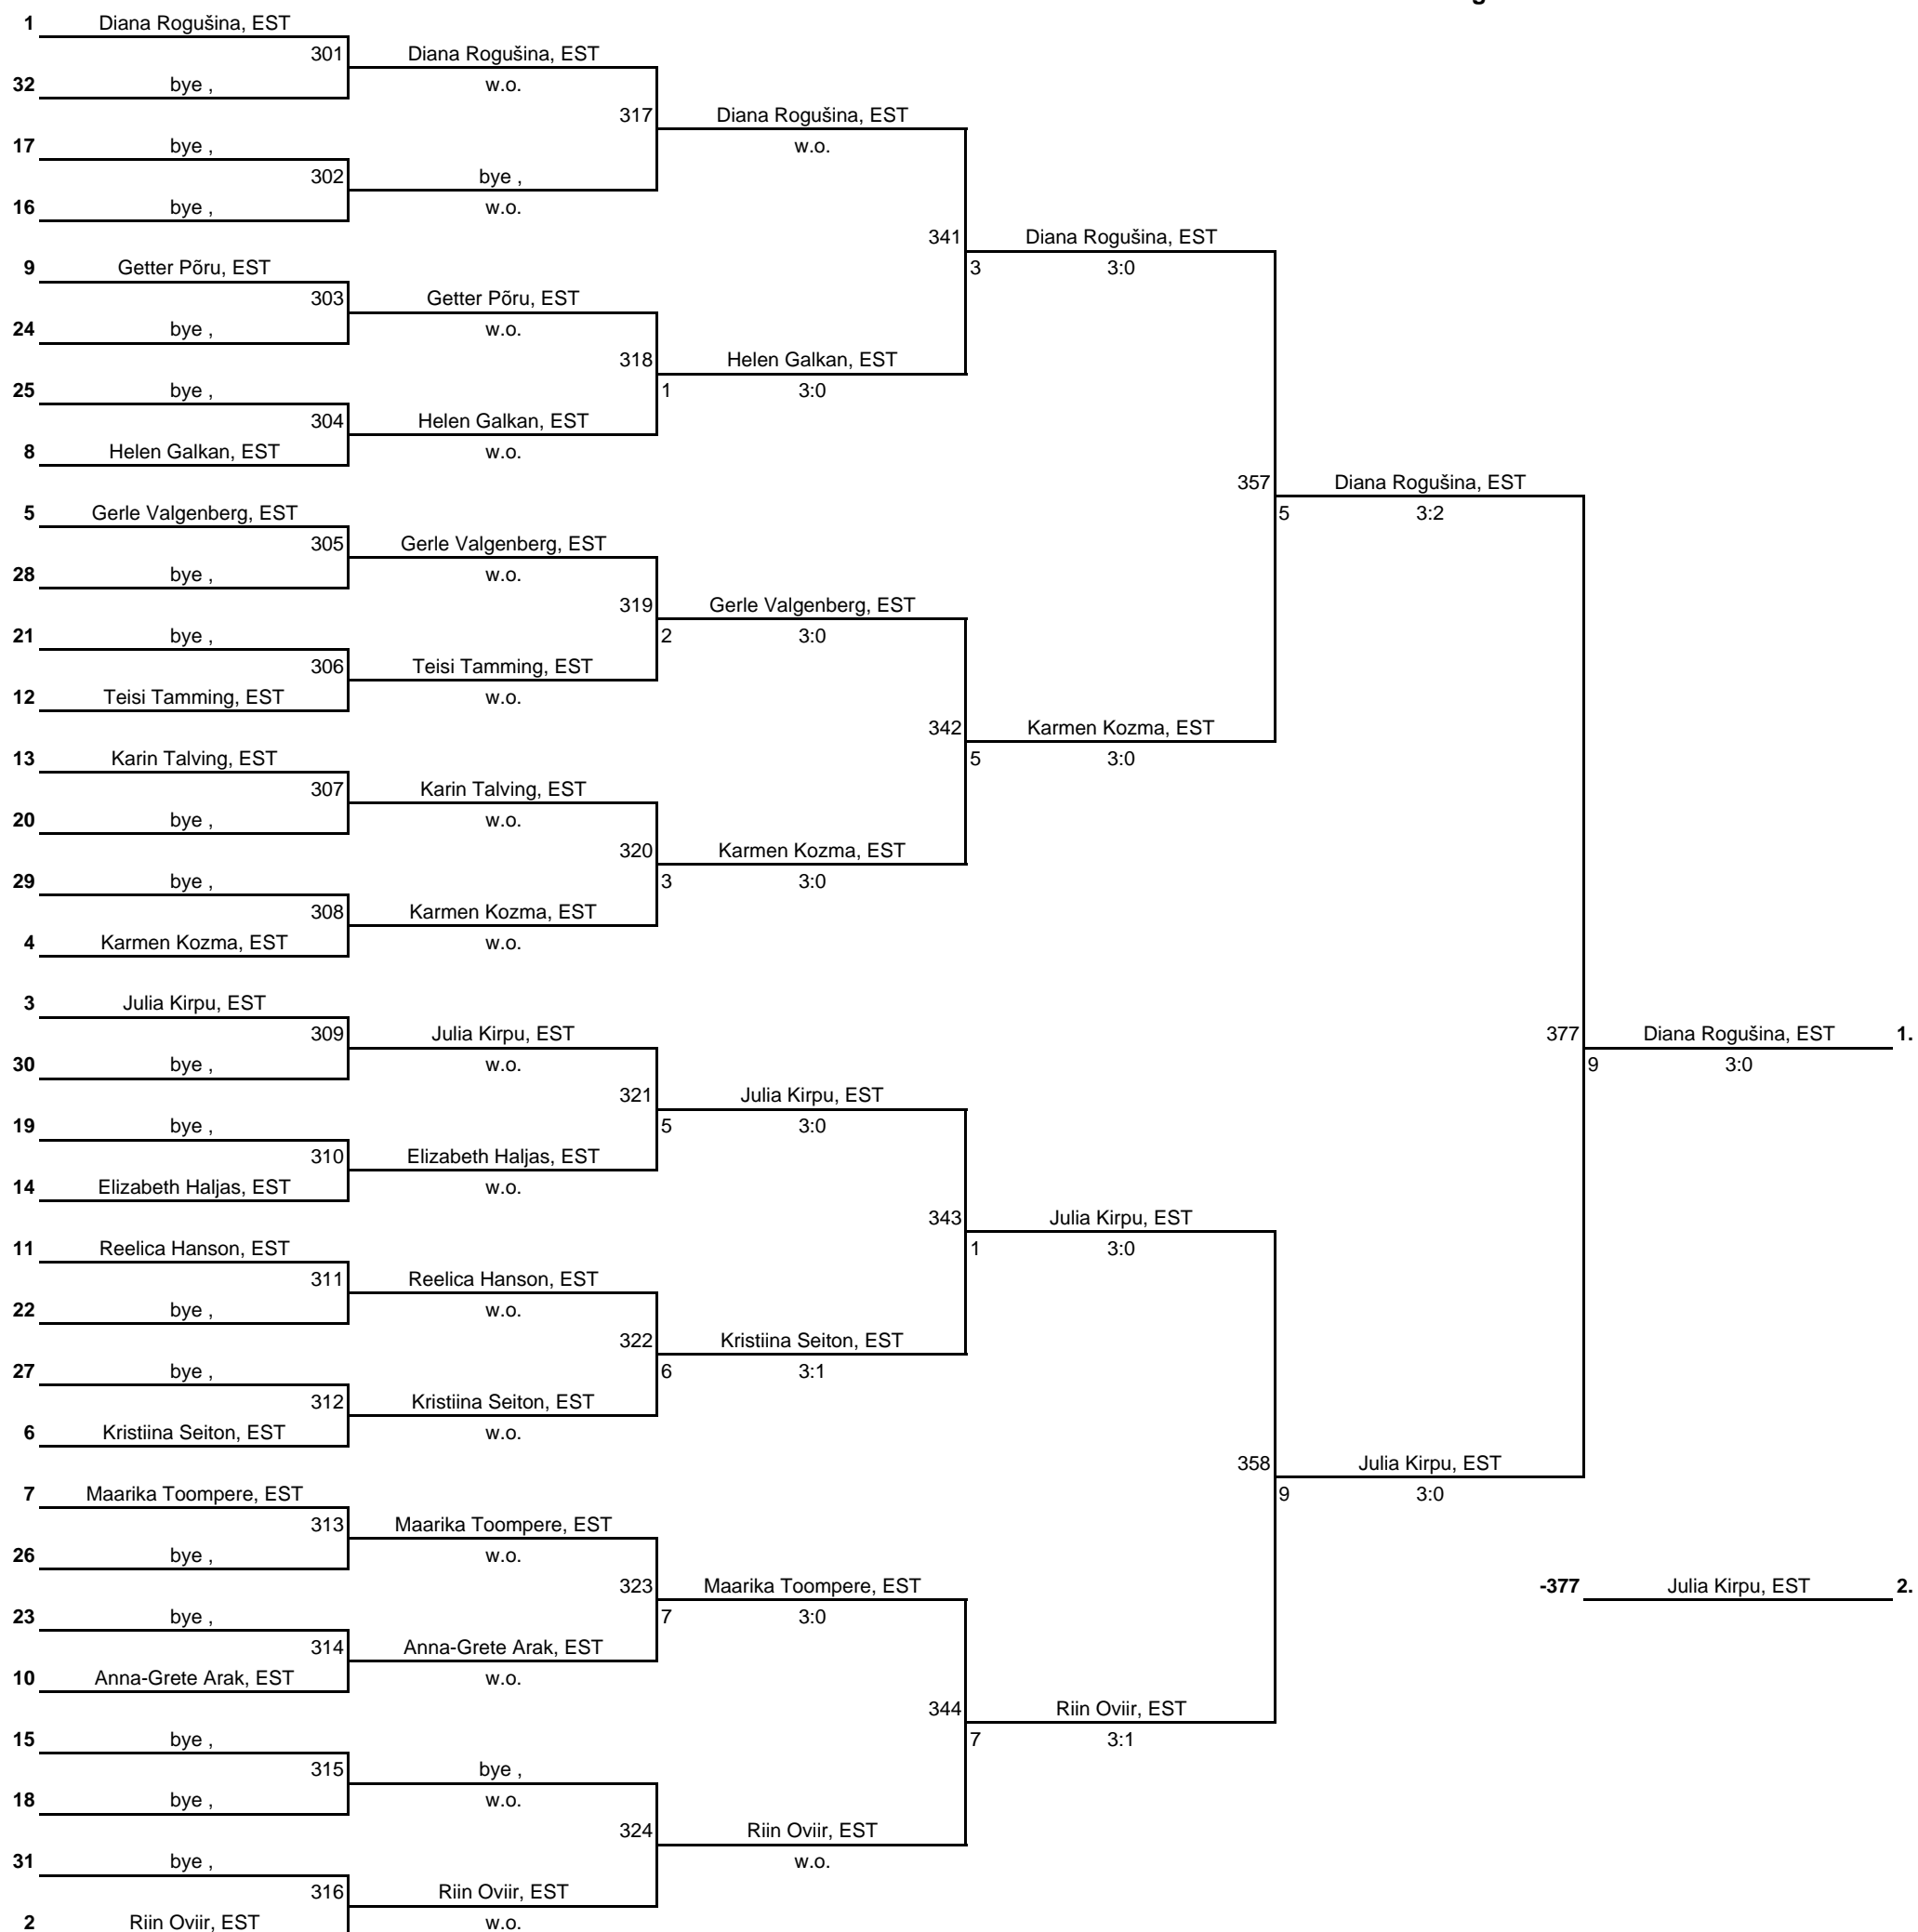 1 Diana Rogušina, EST
301 Diana Rogušina, EST
32 bye , w.o.
317 Diana Rogušina, EST
17 bye , w.o.
302 bye ,
16 bye , w.o.
341 Diana Rogušina, EST
9 Getter Põru, EST 3 3:0
303 Getter Põru, EST
24 bye , w.o.
318 Helen Galkan, EST
25 bye , 1 3:0
304 Helen Galkan, EST
8 Helen Galkan, EST w.o.
357 Diana Rogušina, EST
5 Gerle Valgenberg, EST 5 3:2
305 Gerle Valgenberg, EST
28 bye , w.o.
319 Gerle Valgenberg, EST
21 bye , 2 3:0
306 Teisi Tamming, EST
12 Teisi Tamming, EST w.o.
342 Karmen Kozma, EST
13 Karin Talving, EST 5 3:0
307 Karin Talving, EST
20 bye , w.o.
320 Karmen Kozma, EST
29 bye , 3 3:0
308 Karmen Kozma, EST
4 Karmen Kozma, EST w.o.
3 Julia Kirpu, EST
309 Julia Kirpu, EST 377 Diana Rogušina, EST 1.
30 bye , w.o. 9 3:0
321 Julia Kirpu, EST
19 bye , 5 3:0
310 Elizabeth Haljas, EST
14 Elizabeth Haljas, EST w.o.
343 Julia Kirpu, EST
11 Reelica Hanson, EST 1 3:0
311 Reelica Hanson, EST
22 bye , w.o.
322 Kristiina Seiton, EST
27 bye , 6 3:1
312 Kristiina Seiton, EST
6 Kristiina Seiton, EST w.o.
358 Julia Kirpu, EST
7 Maarika Toompere, EST 9 3:0
313 Maarika Toompere, EST
26 bye , w.o.
323 Maarika Toompere, EST -377 Julia Kirpu, EST 2.
23 bye , 7 3:0
314 Anna-Grete Arak, EST
10 Anna-Grete Arak, EST w.o.
344 Riin Oviir, EST
15 bye , 7 3:1
315 bye ,
18 bye , w.o.
324 Riin Oviir, EST
31 bye , w.o.
316 Riin Oviir, EST
2 Riin Oviir, EST w.o.